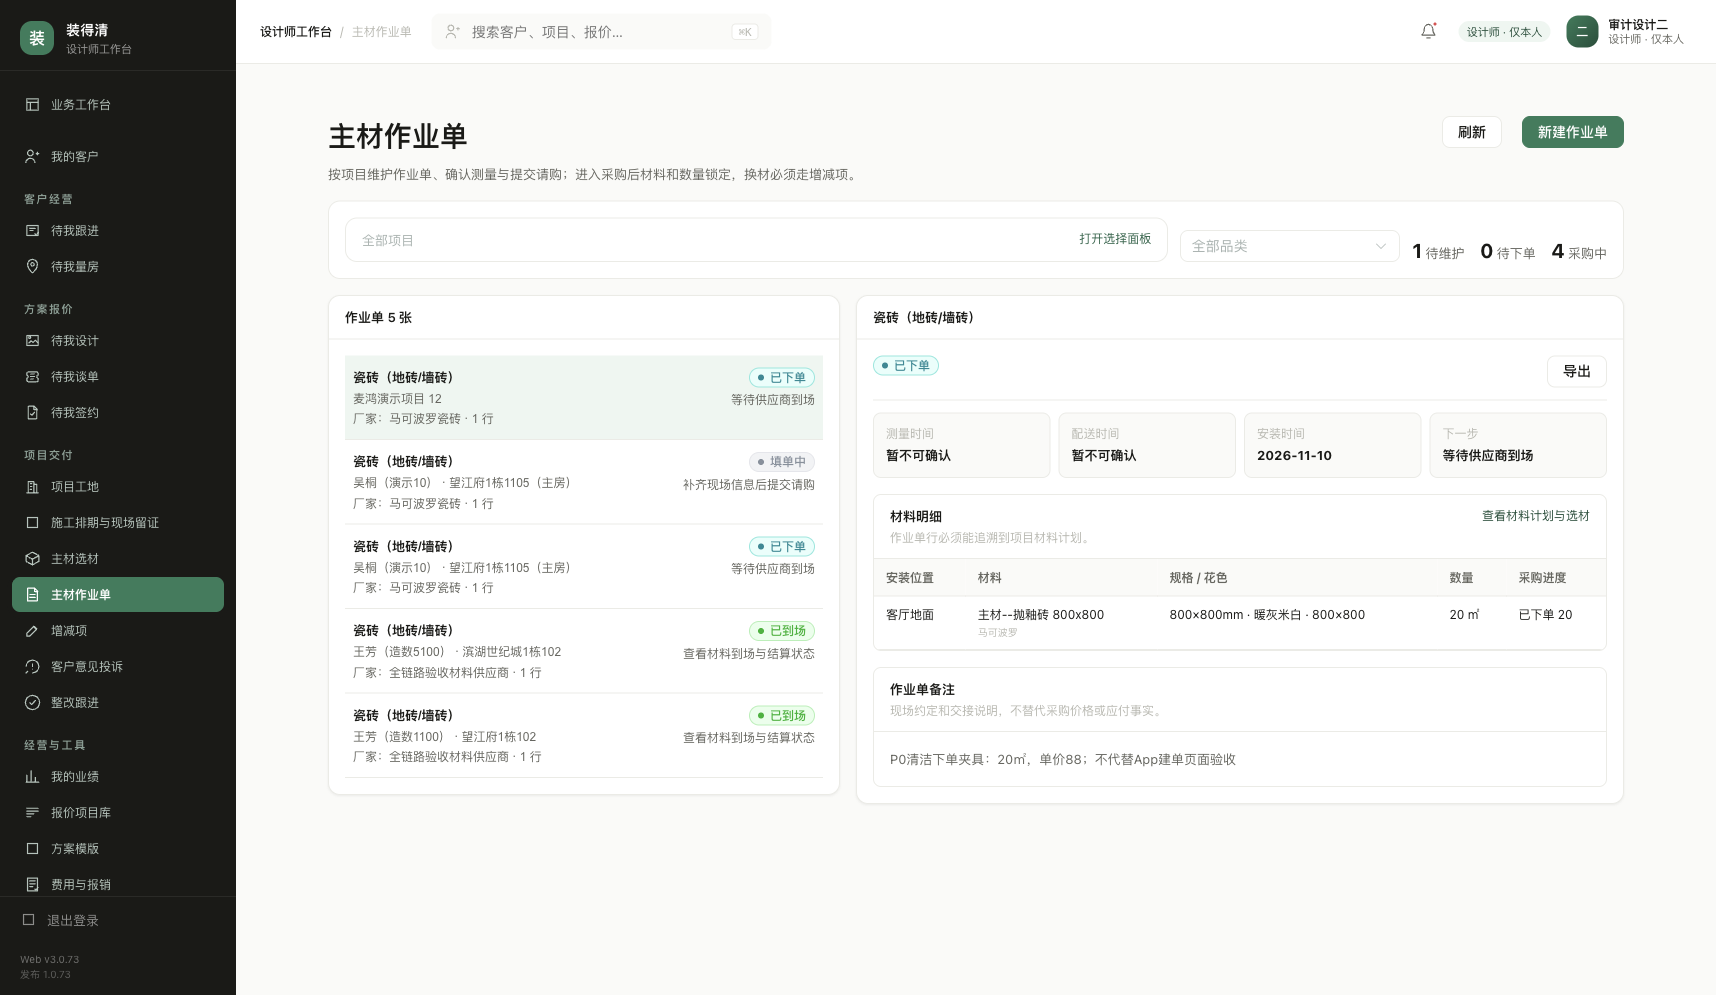 装
装得清
设计师工作台
业务工作台
我的客户
客户经营
待我跟进
待我量房
方案报价
待我设计
待我谈单
待我签约
项目交付
项目工地
施工排期与现场留证
主材选材
主材作业单
增减项
客户意见投诉
整改跟进
经营与工具
我的业绩
报价项目库
方案模版
费用与报销
退出登录
Web v3.0.73
发布 1.0.73
设计师工作台 / 主材作业单
搜索客户、项目、报价...
⌘K
设计师 · 仅本人
二
审计设计二
设计师 · 仅本人
主材作业单
刷新
新建作业单
按项目维护作业单、确认测量与提交请购；进入采购后材料和数量锁定，换材必须走增减项。
全部项目
打开选择面板
全部品类
1 待维护
0 待下单
4 采购中
作业单 5 张
瓷砖（地砖/墙砖）
已下单
麦鸿演示项目 12
等待供应商到场
厂家：马可波罗瓷砖 · 1 行
瓷砖（地砖/墙砖）
填单中
吴桐（演示10） · 望江府1栋1105（主房）
补齐现场信息后提交请购
厂家：马可波罗瓷砖 · 1 行
瓷砖（地砖/墙砖）
已下单
吴桐（演示10） · 望江府1栋1105（主房）
等待供应商到场
厂家：马可波罗瓷砖 · 1 行
瓷砖（地砖/墙砖）
已到场
王芳（造数5100） · 滨湖世纪城1栋102
查看材料到场与结算状态
厂家：全链路验收材料供应商 · 1 行
瓷砖（地砖/墙砖）
已到场
王芳（造数1100） · 望江府1栋102
查看材料到场与结算状态
厂家：全链路验收材料供应商 · 1 行
瓷砖（地砖/墙砖）
已下单
导出
测量时间
暂不可确认
配送时间
暂不可确认
安装时间
2026-11-10
下一步
等待供应商到场
材料明细
查看材料计划与选材
作业单行必须能追溯到项目材料计划。
安装位置 材料 规格 / 花色 数量 采购进度
客厅地面 主材--抛釉砖 800x800 800×800mm · 暖灰米白 · 800×800 20 ㎡ 已下单 20
马可波罗
作业单备注
现场约定和交接说明，不替代采购价格或应付事实。
P0清洁下单夹具：20㎡，单价88；不代替App建单页面验收